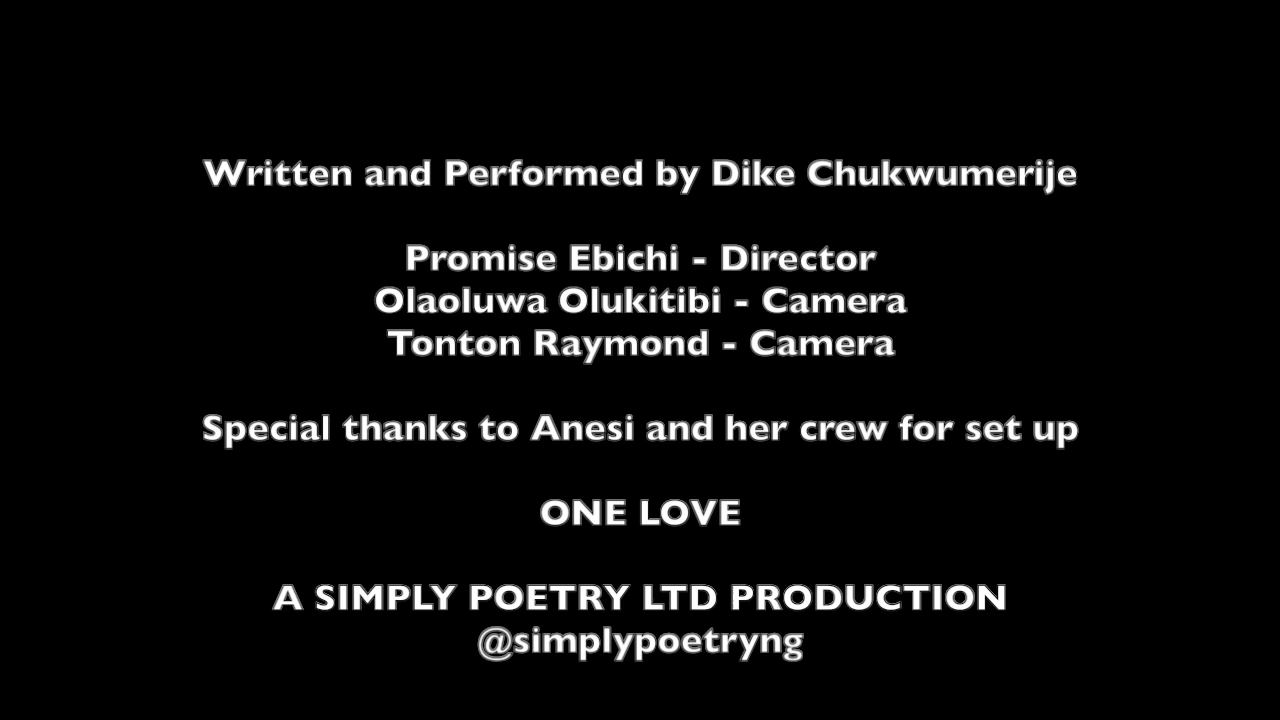 Written and Performed by Dike Chukwumerije
Promise Ebichi - Director
Olaoluwa Olukitibi - Camera
Tonton Raymond - Camera
Special thanks to Anesi and her crew for set up
ONE LOVE
A SIMPLY POETRY LTD PRODUCTION
@simplypoetryng